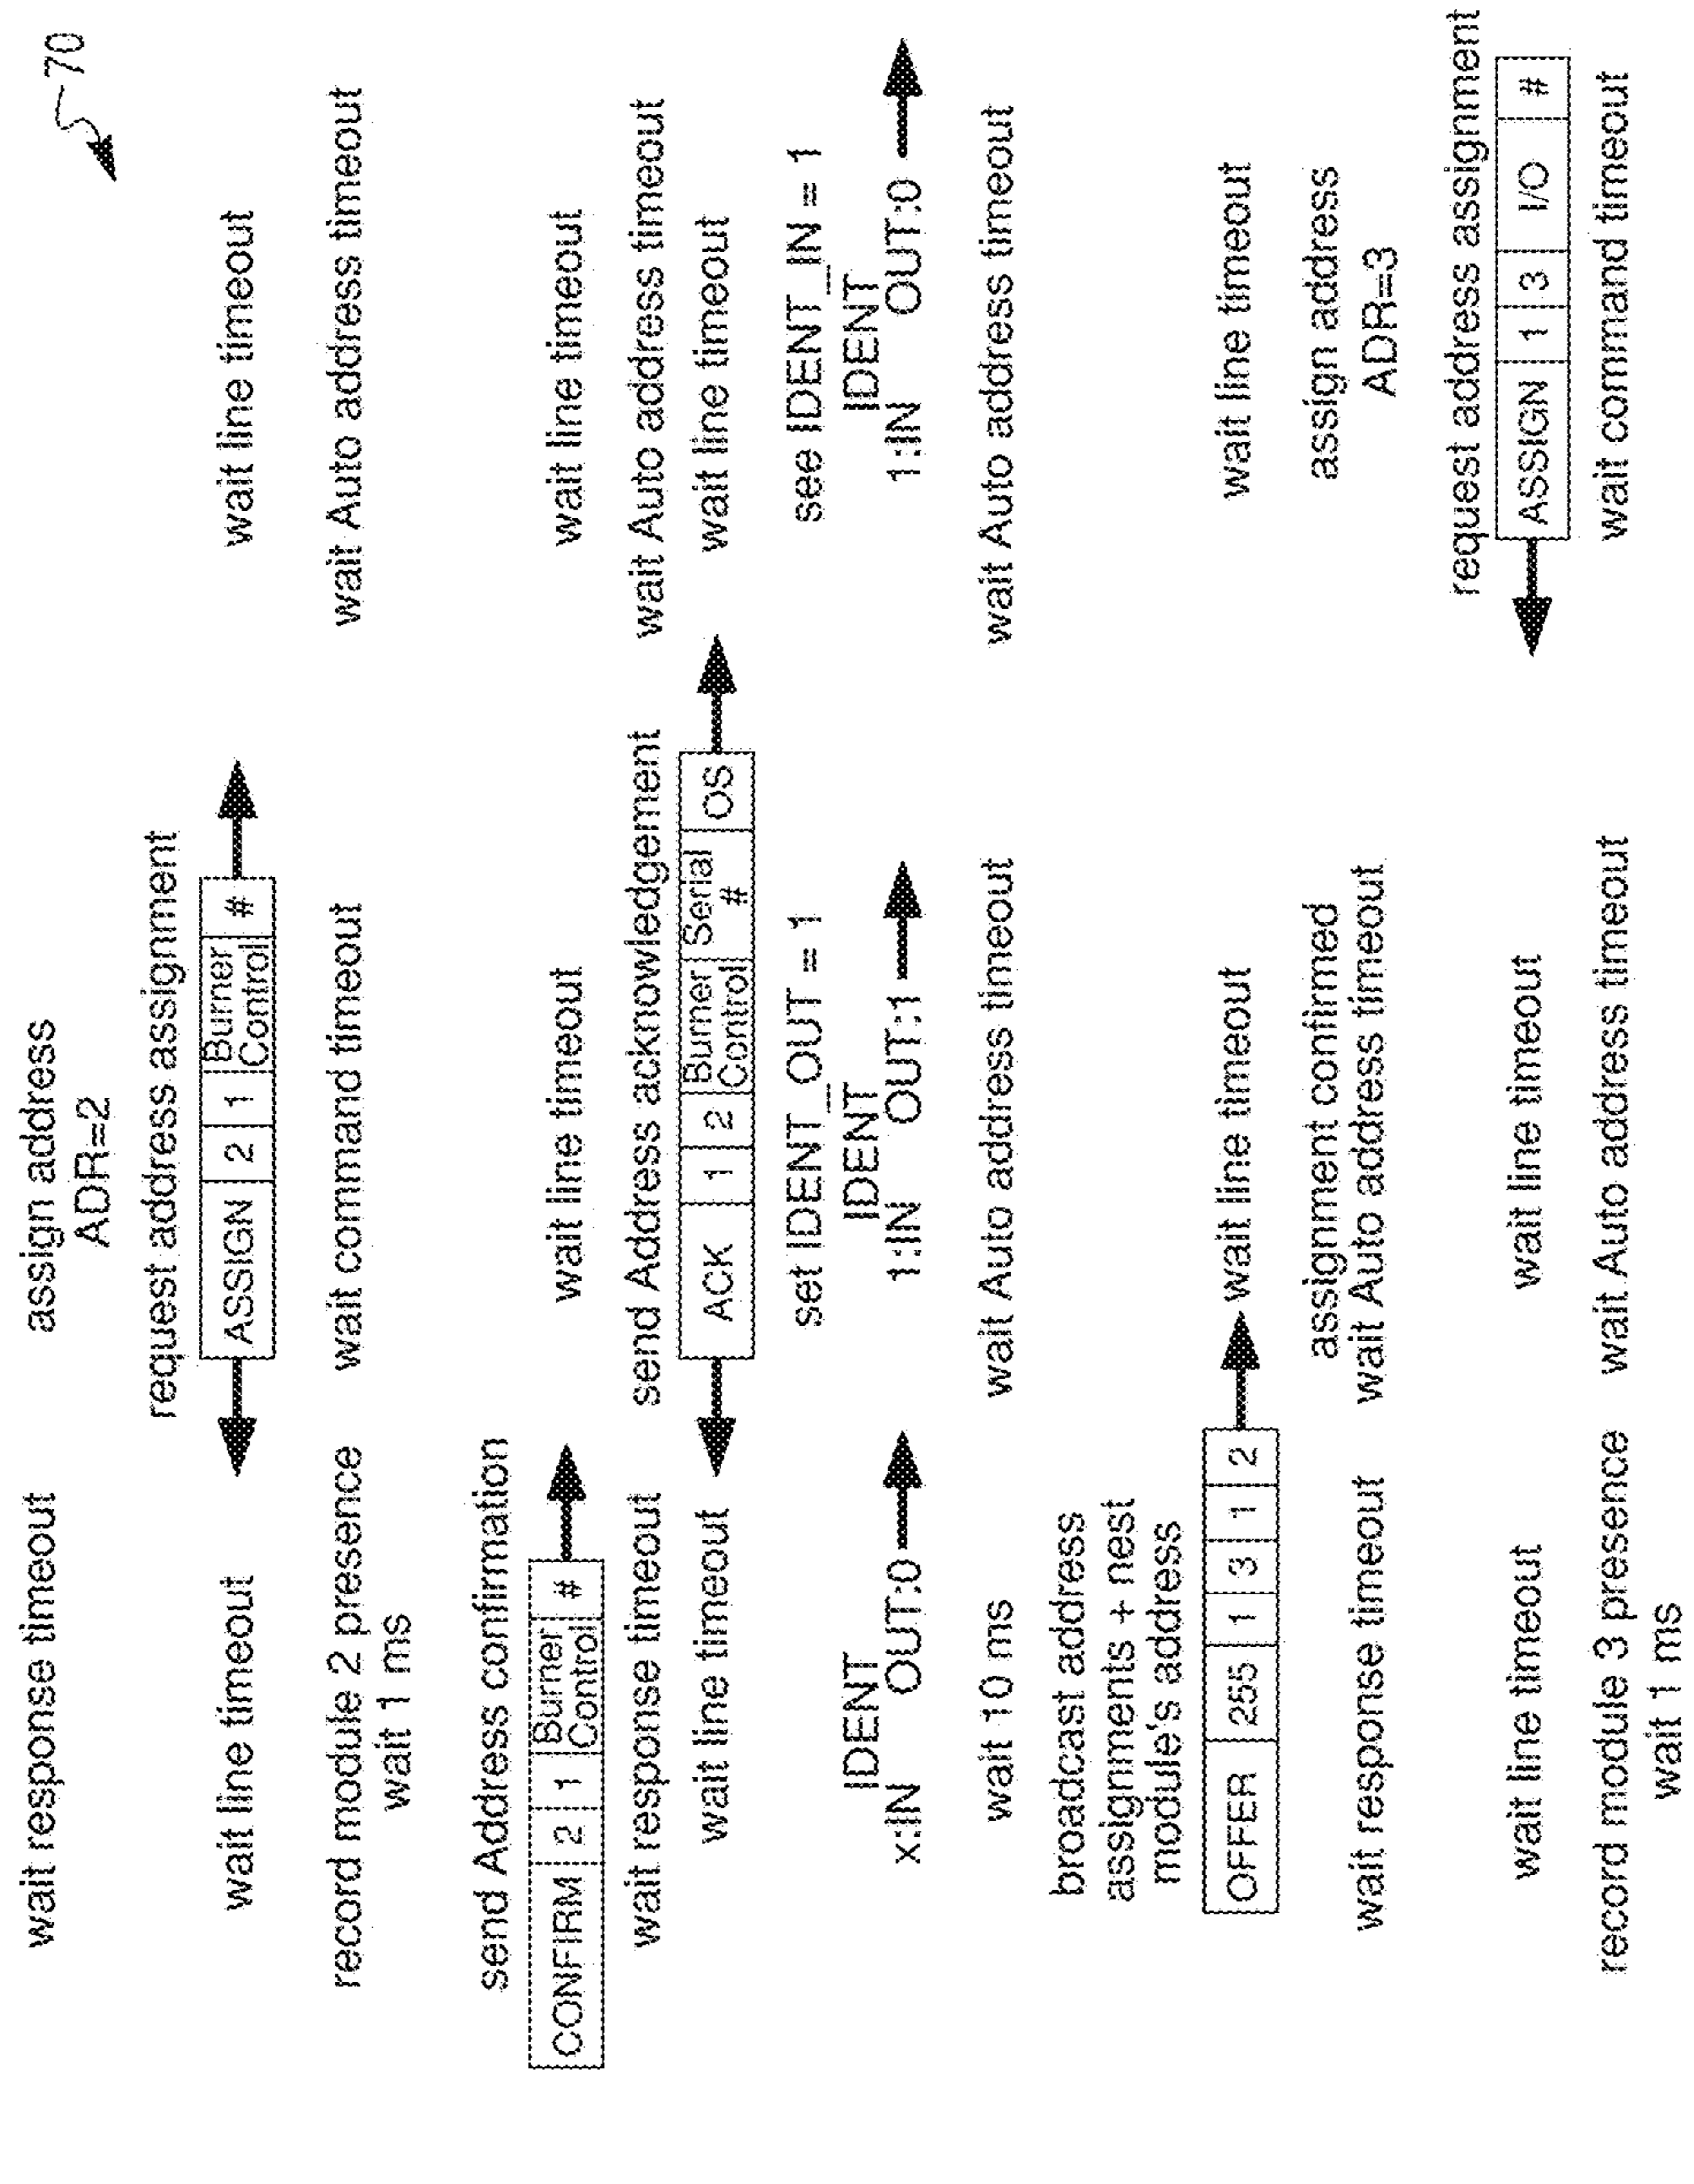 70
wait response timeout
assign address
ADR=2
request address assignment
wait line timeout
ASSIGN 2 1 Burner Control #
wait line timeout
record module 2 presence
wait 1 ms
wait command timeout
wait Auto address timeout
send Address confirmation
CONFIRM 2 1 Burner Control #
wait line timeout
wait line timeout
wait response timeout
send Address acknowledgement
wait Auto address timeout
wait line timeout
ACK 1 2 Burner Control Serial # OS
wait line timeout
set IDENT_OUT = 1
see IDENT_IN = 1
IDENT
x:IN OUT:0
IDENT
1:IN OUT:1
IDENT
1:IN OUT:0
wait 10 ms
wait Auto address timeout
wait Auto address timeout
broadcast address
assignments + nest
module's address
OFFER 255 1 3 1 2
wait line timeout
wait line timeout
wait response timeout
assignment confirmed
wait Auto address timeout
assign address
ADR=3
request address assignment
wait line timeout
wait line timeout
ASSIGN 1 3 I/O #
record module 3 presence
wait 1 ms
wait Auto address timeout
wait command timeout